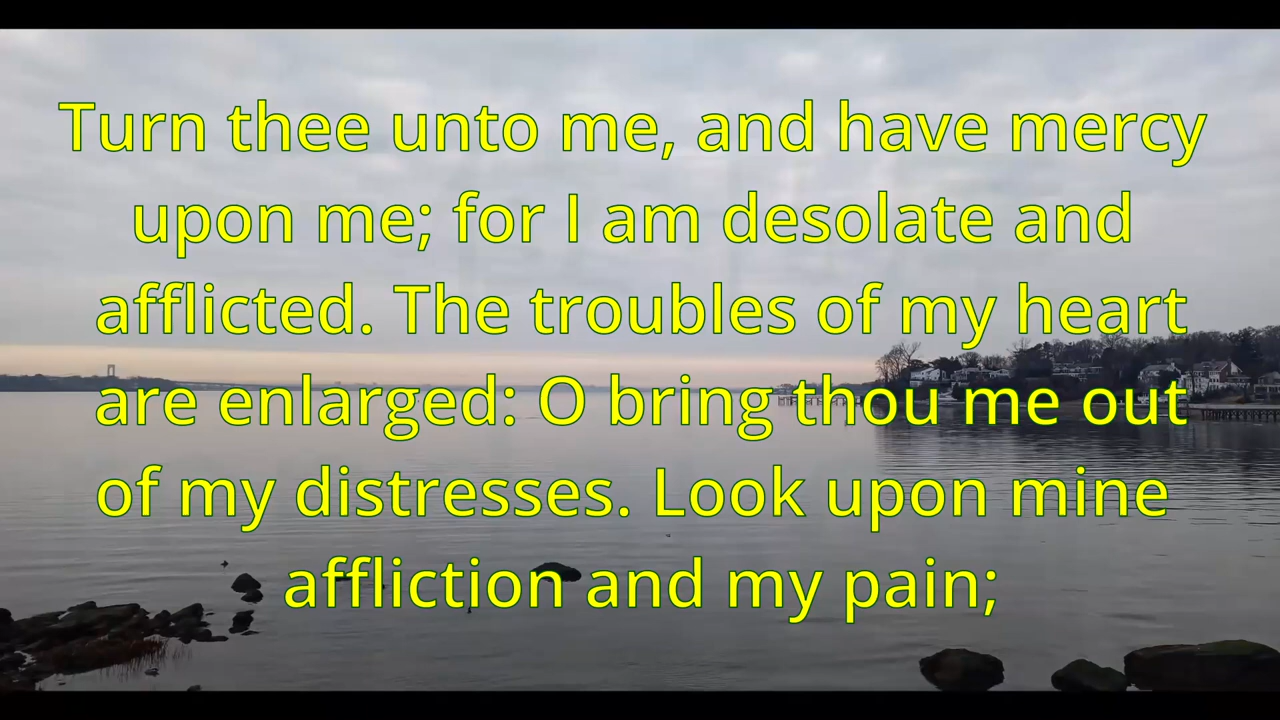 Turn thee unto me, and have mercy
upon me; for I am desolate and
afflicted. The troubles of my heart
are enlarged: O bring thou me out
of my distresses. Look upon mine
affliction and my pain;